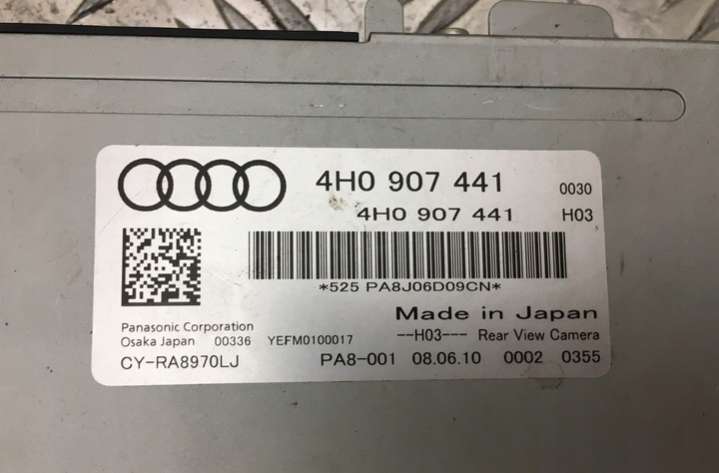 4H0 907 441 0030
4H0 907 441 H03
*525 PA8J06D09CN*
Made in Japan
Panasonic Corporation
Osaka Japan 00336 YEFM0100017 --H03--- Rear View Camera
CY-RA8970LJ PA8-001 08.06.10 0002 0355